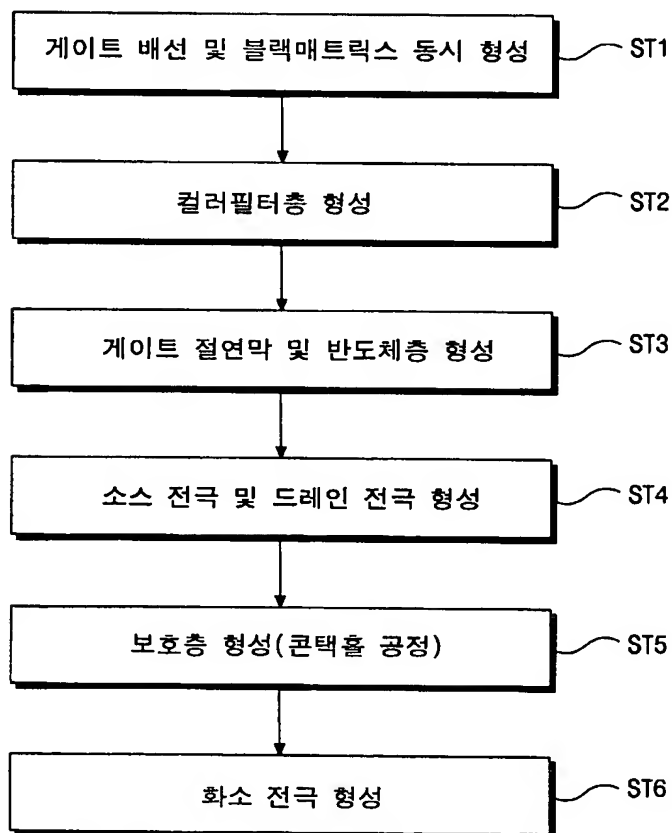 게이트 배선 및 블랙매트릭스 동시 형성 ST1
컬러필터층 형성 ST2
게이트 절연막 및 반도체층 형성 ST3
소스 전극 및 드레인 전극 형성 ST4
보호층 형성(콘택홀 공정) ST5
화소 전극 형성 ST6